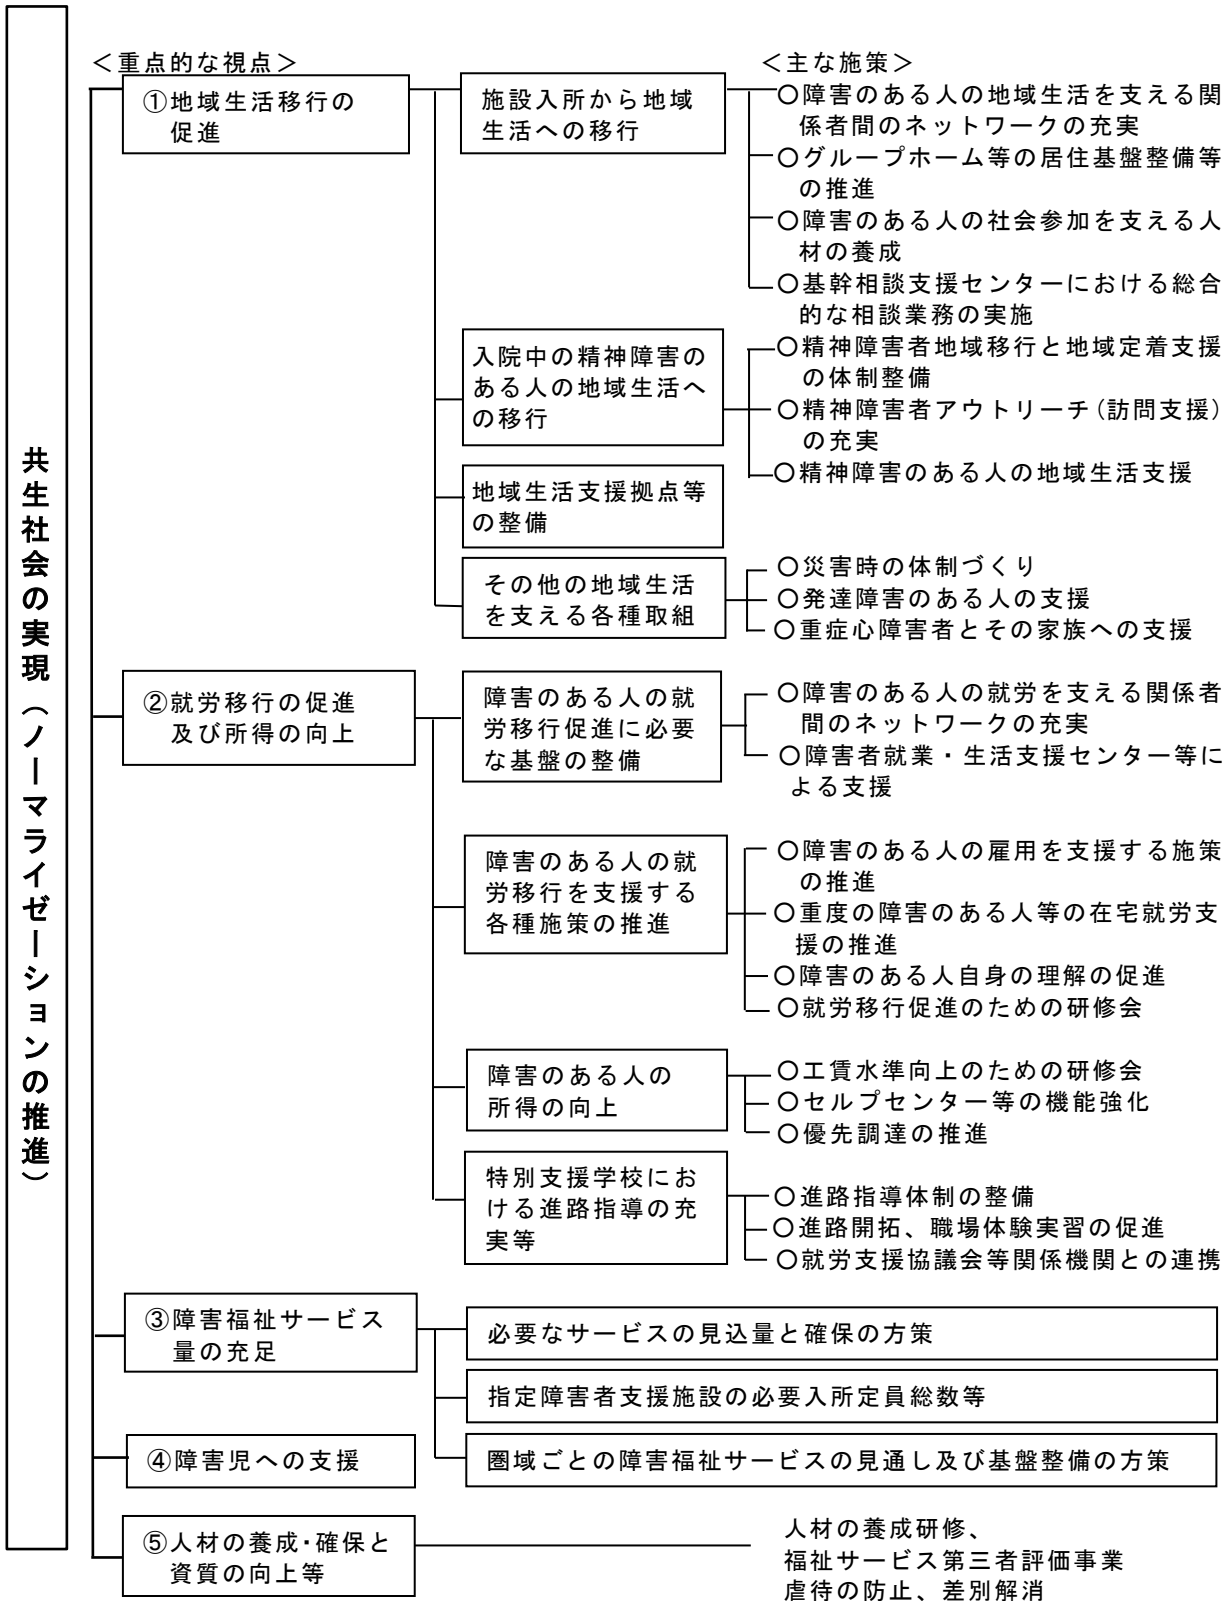 共生社会の実現（ノーマライゼーションの推進）
＜重点的な視点＞
①地域生活移行の
促進
施設入所から地域
生活への移行
＜主な施策＞
○障害のある人の地域生活を支える関
係者間のネットワークの充実
○グループホーム等の居住基盤整備等
の推進
○障害のある人の社会参加を支える人
材の養成
○基幹相談支援センターにおける総合
的な相談業務の実施
入院中の精神障害の
ある人の地域生活へ
の移行
○精神障害者地域移行と地域定着支援
の体制整備
○精神障害者アウトリーチ(訪問支援)
の充実
○精神障害のある人の地域生活支援
地域生活支援拠点等
の整備
その他の地域生活
を支える各種取組
○災害時の体制づくり
○発達障害のある人の支援
○重症心障害者とその家族への支援
②就労移行の促進
及び所得の向上
障害のある人の就
労移行促進に必要
な基盤の整備
○障害のある人の就労を支える関係者
間のネットワークの充実
○障害者就業・生活支援センター等に
よる支援
障害のある人の就
労移行を支援する
各種施策の推進
○障害のある人の雇用を支援する施策
の推進
○重度の障害のある人等の在宅就労支
援の推進
○障害のある人自身の理解の促進
○就労移行促進のための研修会
障害のある人の
所得の向上
○工賃水準向上のための研修会
○セルプセンター等の機能強化
○優先調達の推進
特別支援学校にお
ける進路指導の充
実等
○進路指導体制の整備
○進路開拓、職場体験実習の促進
○就労支援協議会等関係機関との連携
③障害福祉サービス
量の充足
必要なサービスの見込量と確保の方策
指定障害者支援施設の必要入所定員総数等
圏域ごとの障害福祉サービスの見通し及び基盤整備の方策
④障害児への支援
⑤人材の養成･確保と
資質の向上等
人材の養成研修、
福祉サービス第三者評価事業
虐待の防止、差別解消